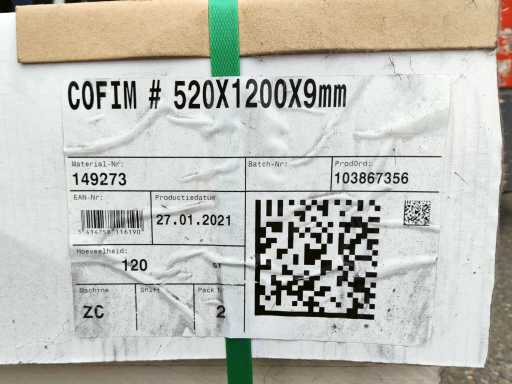 COFIM # 520X1200X9mm
Material-Nr: Batch-Nr: ProdOrd:
149273 103867356
EAN-Nr: Productiedatum
27.01.2021
Hoeveelheid:
120
Machine Shift Pack
ZC 2